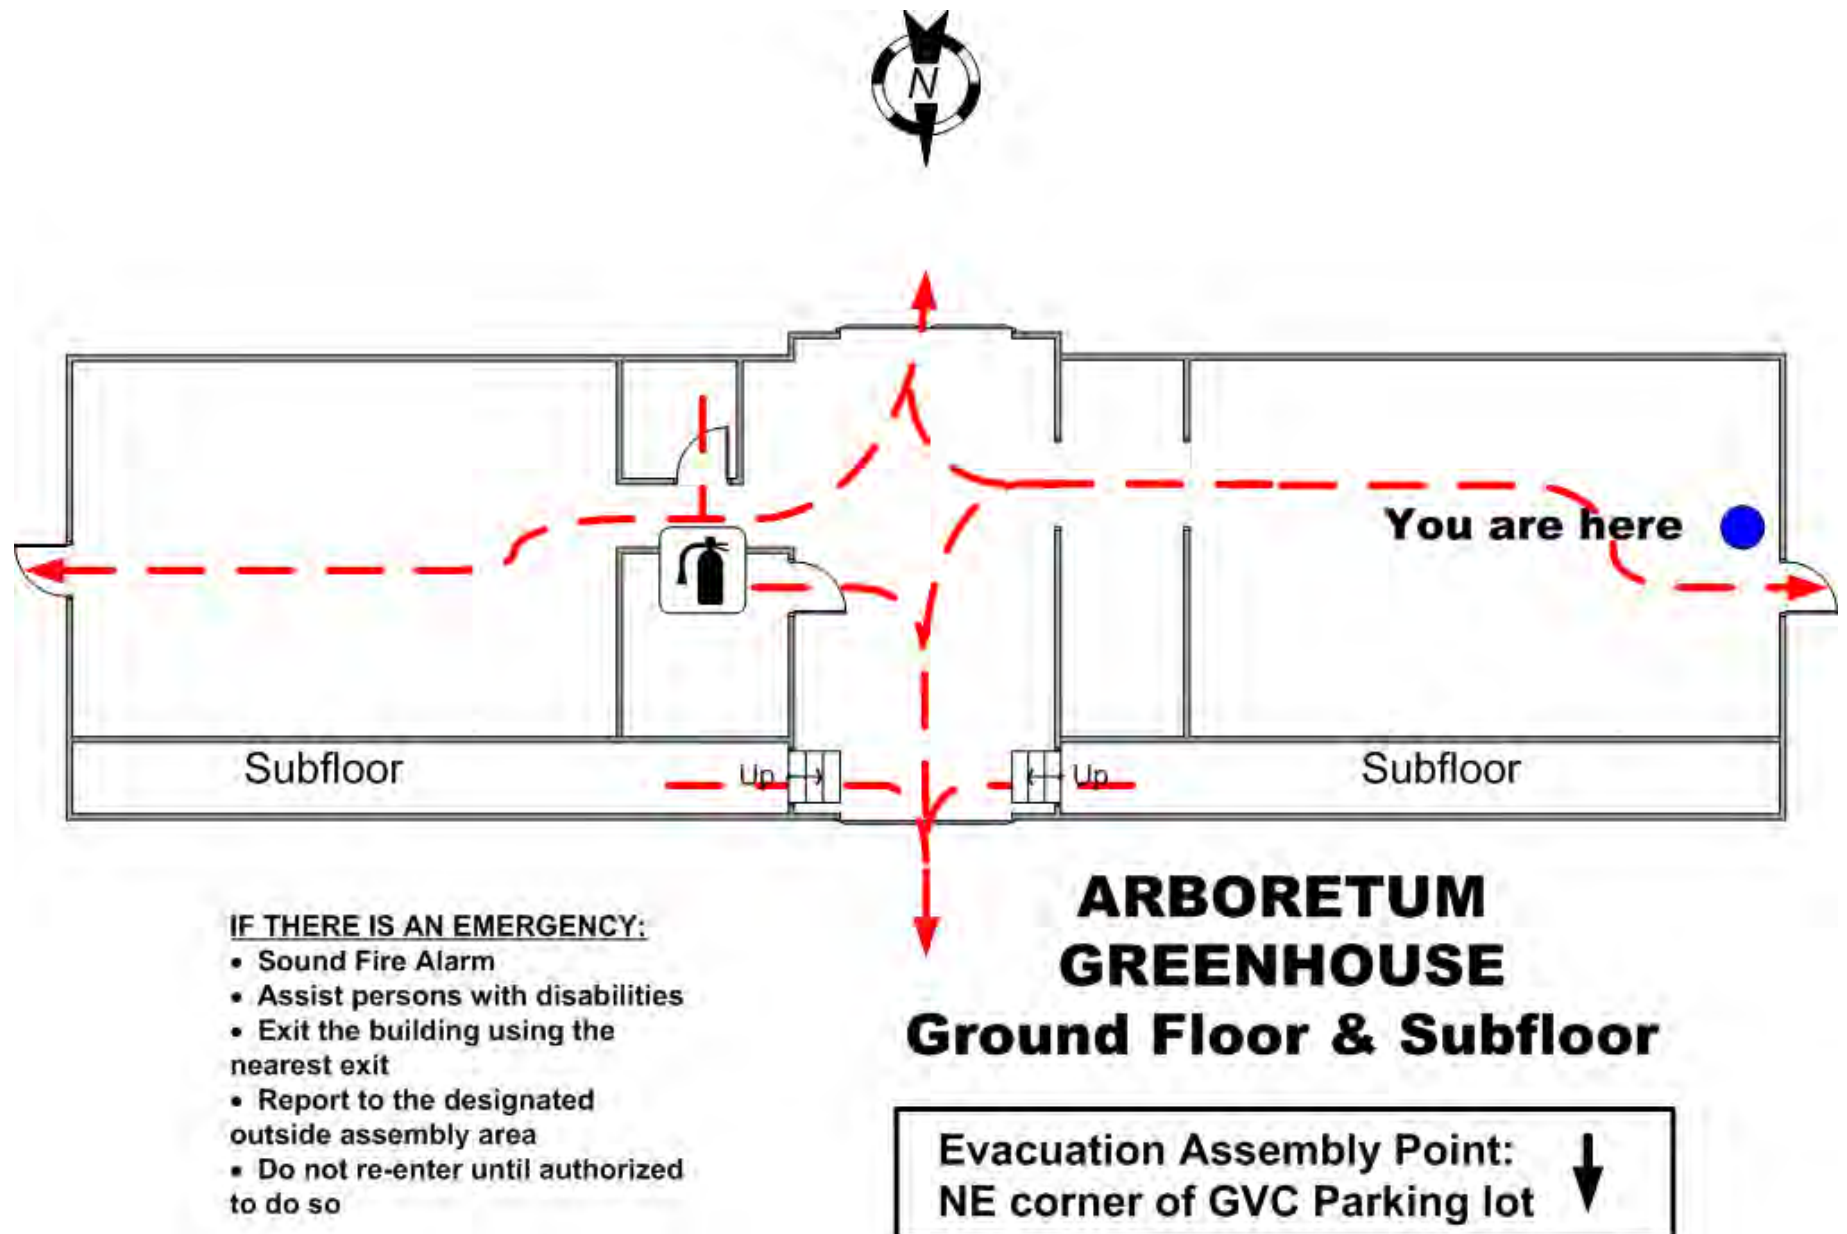 N
You are here
Subfloor
Up
Up
Subfloor
ARBORETUM
GREENHOUSE
Ground Floor & Subfloor
IF THERE IS AN EMERGENCY:
• Sound Fire Alarm
• Assist persons with disabilities
• Exit the building using the
nearest exit
• Report to the designated
outside assembly area
• Do not re-enter until authorized
to do so
Evacuation Assembly Point:
NE corner of GVC Parking lot